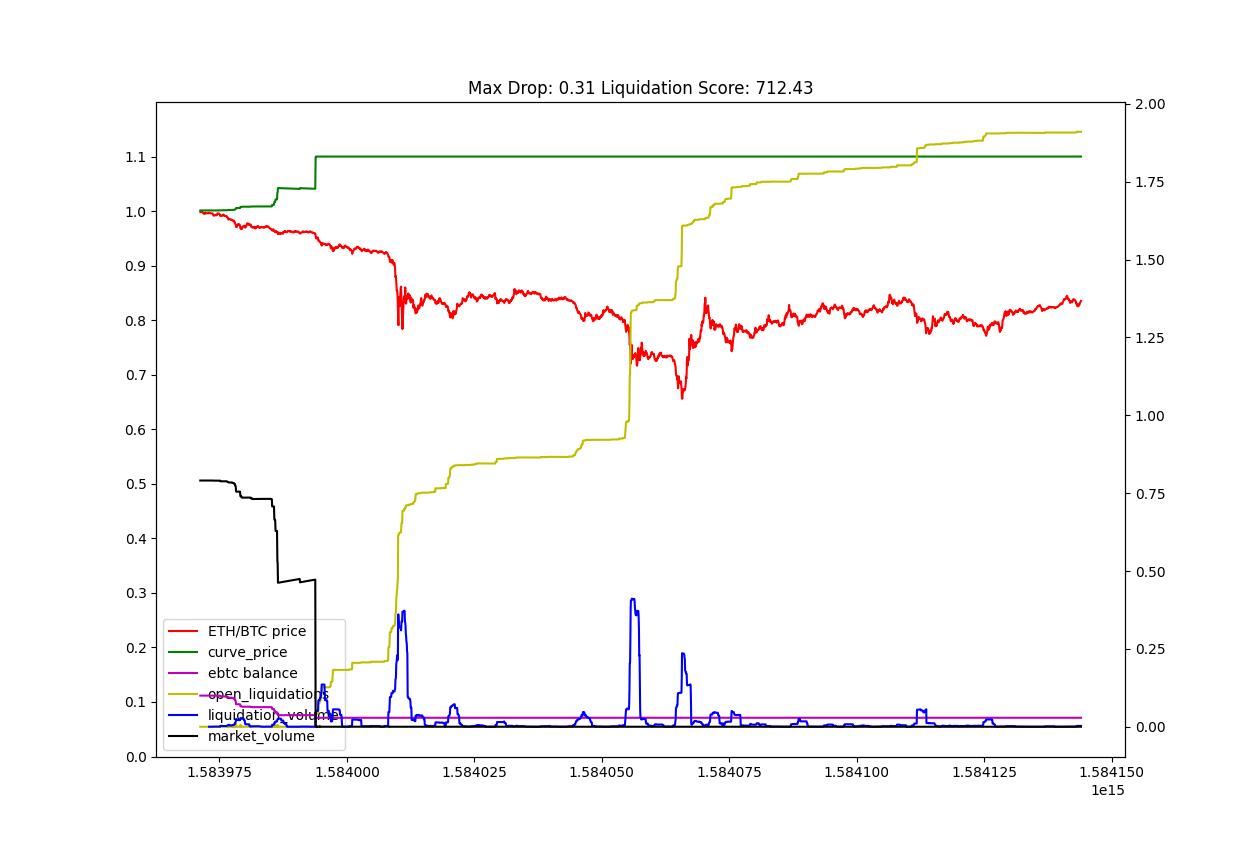 Max Drop: 0.31 Liquidation Score: 712.43
2.00
1.1
1.75
1.0
0.9
1.50
0.8
1.25
0.7
0.6
1.00
0.5
0.75
0.4
0.50
0.3
ETH/BTC price
0.25
curve_price
0.2
ebtc balance
open_liquidations
0.1
liquidation_volume
0.00
market_volume
0.0
1.583975 1.584000 1.584025 1.584050 1.584075 1.584100 1.584125 1.584150
1e15